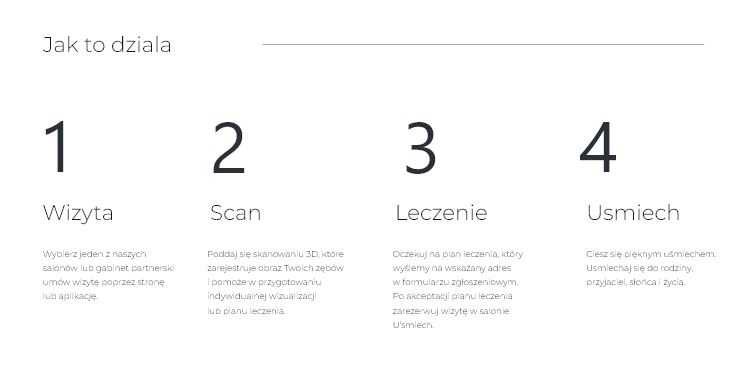 Jak to dziala
1
Wizyta
Wybierz jeden z naszych
salonów lub gabinet partnerski
umów wizytę poprzez stronę
lub aplikację.
2
Scan
Poddaj się skanowaniu 3D, które
zarejestruje obraz Twoich zębów
i pomoże w przygotowaniu
indywidualnej wizualizacji
lub planu leczenia.
3
Leczenie
Oczekuj na plan leczenia, który
wyślemy na wskazany adres
w formularzu zgłoszeniowym.
Po akceptacji planu leczenia
zarezerwuj wizytę w salonie
U'smiech.
4
Usmiech
Ciesz się pięknym uśmiechem.
Usmiechaj się do rodziny,
przyjaciel, słońca i życia.